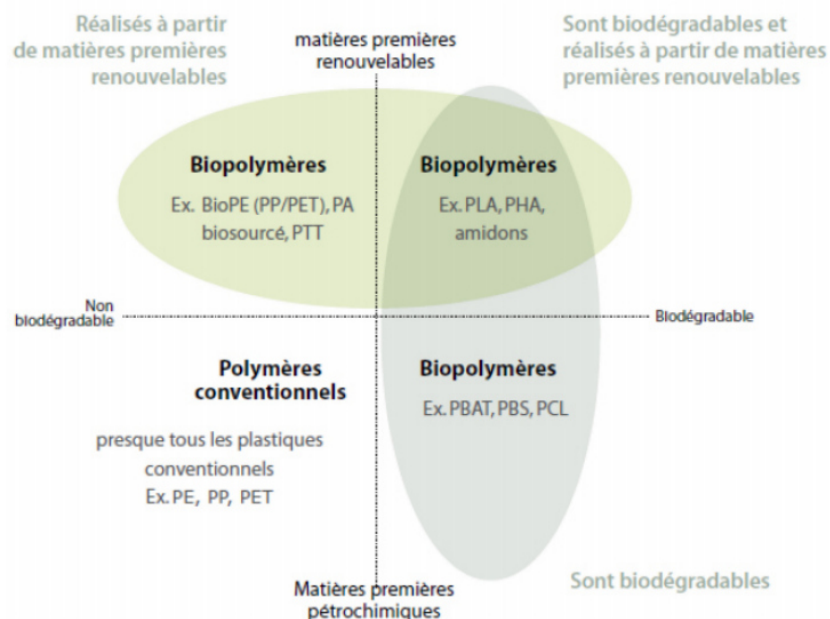 Réalisés à partir
de matières premières
renouvelables
matières premières
renouvelables
Sont biodégradables et
réalisés à partir de matières
premières renouvelables
Biopolymères
Ex. BioPE (PP/PET), PA
biosourcé, PTT
Biopolymères
Ex. PLA, PHA,
amidons
Non
biodégradable
Biodégradable
Polymères
conventionnels
presque tous les plastiques
conventionnels
Ex. PE, PP, PET
Biopolymères
Ex. PBAT, PBS, PCL
Matières premières
pétrochimiques
Sont biodégradables